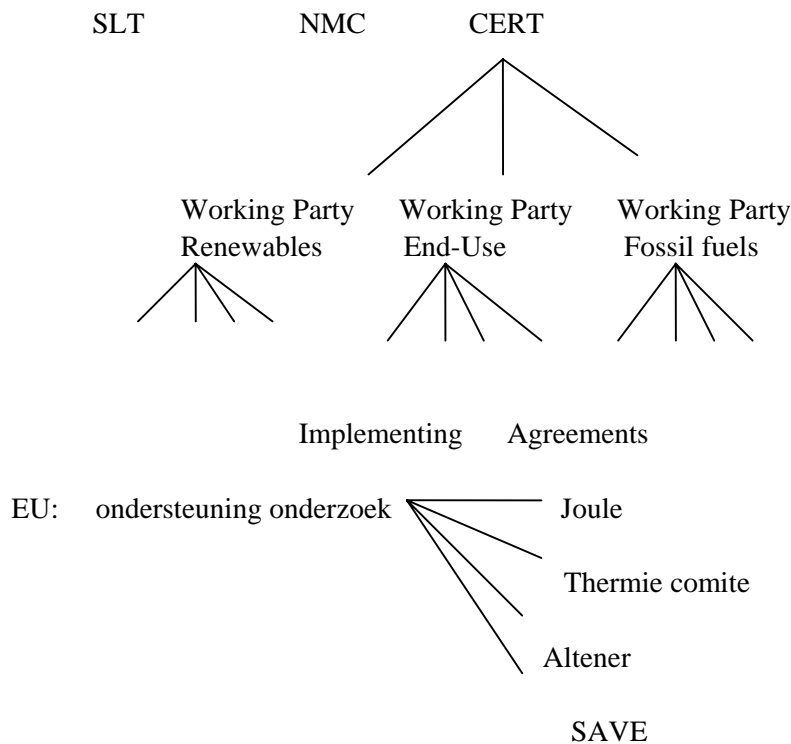 SLT NMC CERT
Working Party Working Party Working Party
Renewables End-Use Fossil fuels
Implementing Agreements
EU: ondersteuning onderzoek Joule
Thermie comite
Altener
SAVE